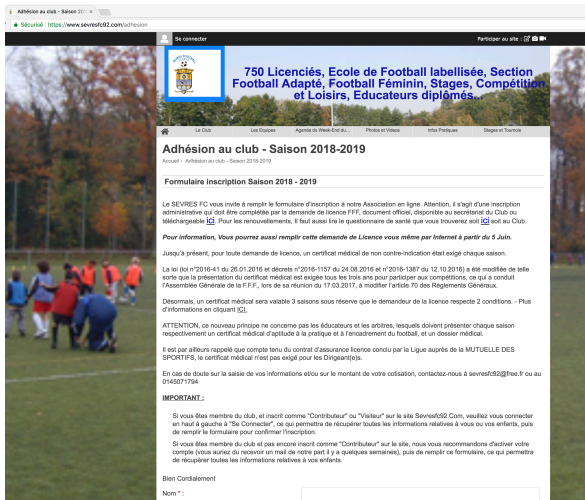 Adhésion au club - Saison 201
Sécurisé https://www.sevresfc92.com/adhesion
Se connecter Participer au site :
750 Licenciés, Ecole de Football labellisée, Section
Football Adapté, Football Féminin, Stages, Compétition
et Loisirs, Educateurs diplômés...
Le Club Les Equipes Agenda du Week-End du... Photos et Videos Infos Pratiques Stages et Tournois
Adhésion au club - Saison 2018-2019
Accueil › Adhésion au club - Saison 2018-2019
Formulaire inscription Saison 2018 - 2019
Le SEVRES FC vous invite à remplir le formulaire d'inscription à notre Association en ligne. Attention, il s'agit d'une inscription
administrative qui doit être complétée par la demande de licence FFF, document officiel, disponible au secrétariat du Club ou
téléchargeable İCİ. Pour les renouvellements, Il faut aussi lire le questionnaire de santé que vous trouverez soit İCİ soit au Club.
Pour information, Vous pourrez aussi remplir cette demande de Licence vous même par Internet à partir du 5 Juin.
Jusqu'à présent, pour toute demande de licence, un certificat médical de non contre-indication était exigé chaque saison.
La loi (loi n°2016-41 du 26.01.2016 et décrets n°2016-1157 du 24.08.2016 et n°2016-1387 du 12.10.2016) a été modifiée de telle
sorte que la présentation du certificat médical est exigée tous les trois ans pour participer aux compétitions, ce qui a conduit
l'Assemblée Générale de la F.F.F., lors de sa réunion du 17.03.2017, à modifier l'article 70 des Règlements Généraux.
Désormais, un certificat médical sera valable 3 saisons sous réserve que le demandeur de la licence respecte 2 conditions. - Plus
d'informations en cliquant ICI.
ATTENTION, ce nouveau principe ne concerne pas les éducateurs et les arbitres, lesquels doivent présenter chaque saison
respectivement un certificat médical d'aptitude à la pratique et à l'encadrement du football, et un dossier médical.
Il est par ailleurs rappelé que compte tenu du contrat d'assurance licence conclu par la Ligue auprès de la MUTUELLE DES
SPORTIFS, le certificat médical n'est pas exigé pour les Dirigeant(e)s.
En cas de doute sur la saisie de vos informations et/ou sur le montant de votre cotisation, contactez-nous à sevresfc92@free.fr ou au
0145071794
IMPORTANT :
Si vous êtes membre du club, et inscrit comme "Contributeur" ou "Visiteur" sur le site Sevresfc92.Com, veuillez vous connecter
en haut à gauche à "Se Connecter", ce qui permettra de récupérer toutes les informations relatives à vous ou vos enfants, puis
de remplir le formulaire pour confirmer l'inscription.
Si vous êtes membre du club et pas encore inscrit comme "Contributeur" sur le site, nous vous recommandons d'activer votre
compte (vous auriez du recevoir un mail de notre part il y a quelques semaines), puis de remplir ce formulaire, ce qui permettra
de récupérer toutes les informations relatives à vos enfants.
Bien Cordialement
Nom * :